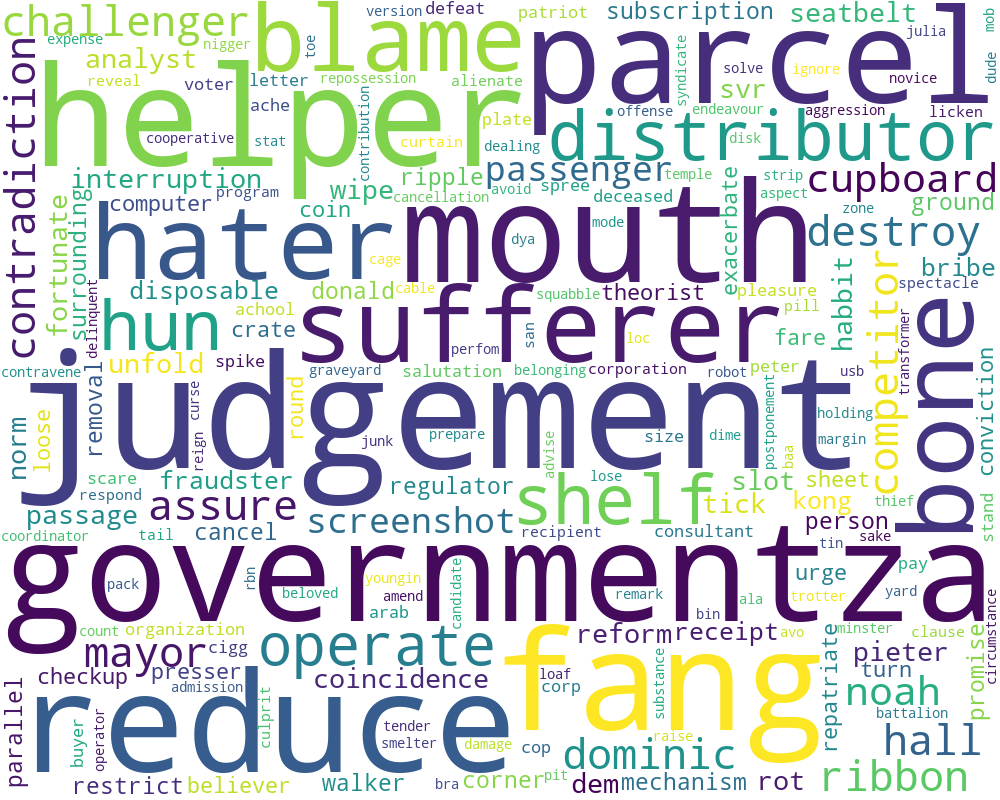 challenger
blame
parcel
expense
nigger
toe
version
defeat
patriot
subscription
seatbelt
julia
mob
dude
analyst
reveal
voter
letter
repossession
alienate
syndicate
solve
ignore
novice
svr
helper
ache
plate
offense
endeavour
aggression
licken
cooperative
stat
contribution
curtain
dealing
distributor
disk
contradiction
interruption
wipe
ripple
passenger
temple
strip
aspect
cupboard
computer
program
coin
cancellation
avoid
spree
deceased
exacerbate
zone
ground
fortunate
surrounding
hater
mouth
mode
destroy
dya
cage
bribe
disposable
donald
cable
squabble
theorist
pleasure
habbit
competitor
spectacle
delinquent
hun
achool
crate
sufferer
pill
fare
transformer
bone
unfold
spike
perfom
san
loc
contravene
graveyard
salutation
belonging
corporation
robot
peter
usb
conviction
norm
loose
removal
curse
reign
round
judgement
junk
prepare
size
dime
postponement
baa
holding
margin
scare
respond
fraudster
regulator
advise
lose
shelf
slot
sheet
tick
kong
thief
stand
passage
assure
screenshot
coordinator
tail
cancel
recipient
consultant
person
tin
sake
governmentza
pack
rbn
beloved
youngin
amend
candidate
remark
bin
ala
urge
trotter
pay
yard
circumstance
count
organization
arab
operate
reform
receipt
avo
minster
clause
promise
mayor
cigg
presser
checkup
admission
coincidence
loaf
corp
fang
substance
repatriate
pieter
turn
noah
battalion
parallel
reduce
culprit
tender
smelter
damage
cop
raise
hall
buyer
operator
dominic
restrict
believer
walker
bra
corner
pit
dem
mechanism
rot
ribbon